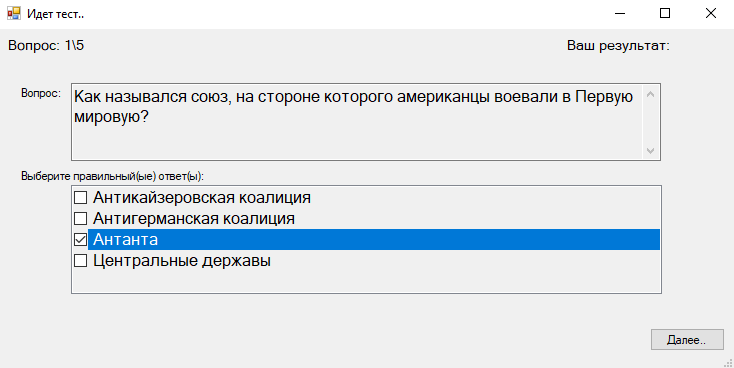 Идет тест..
Вопрос: 1\5
Ваш результат:
Вопрос:
Как назывался союз, на стороне которого американцы воевали в Первую
мировую?
Выберите правильный(ые) ответ(ы):
Антикайзеровская коалиция
Антигерманская коалиция
Антанта
Центральные державы
Далее..